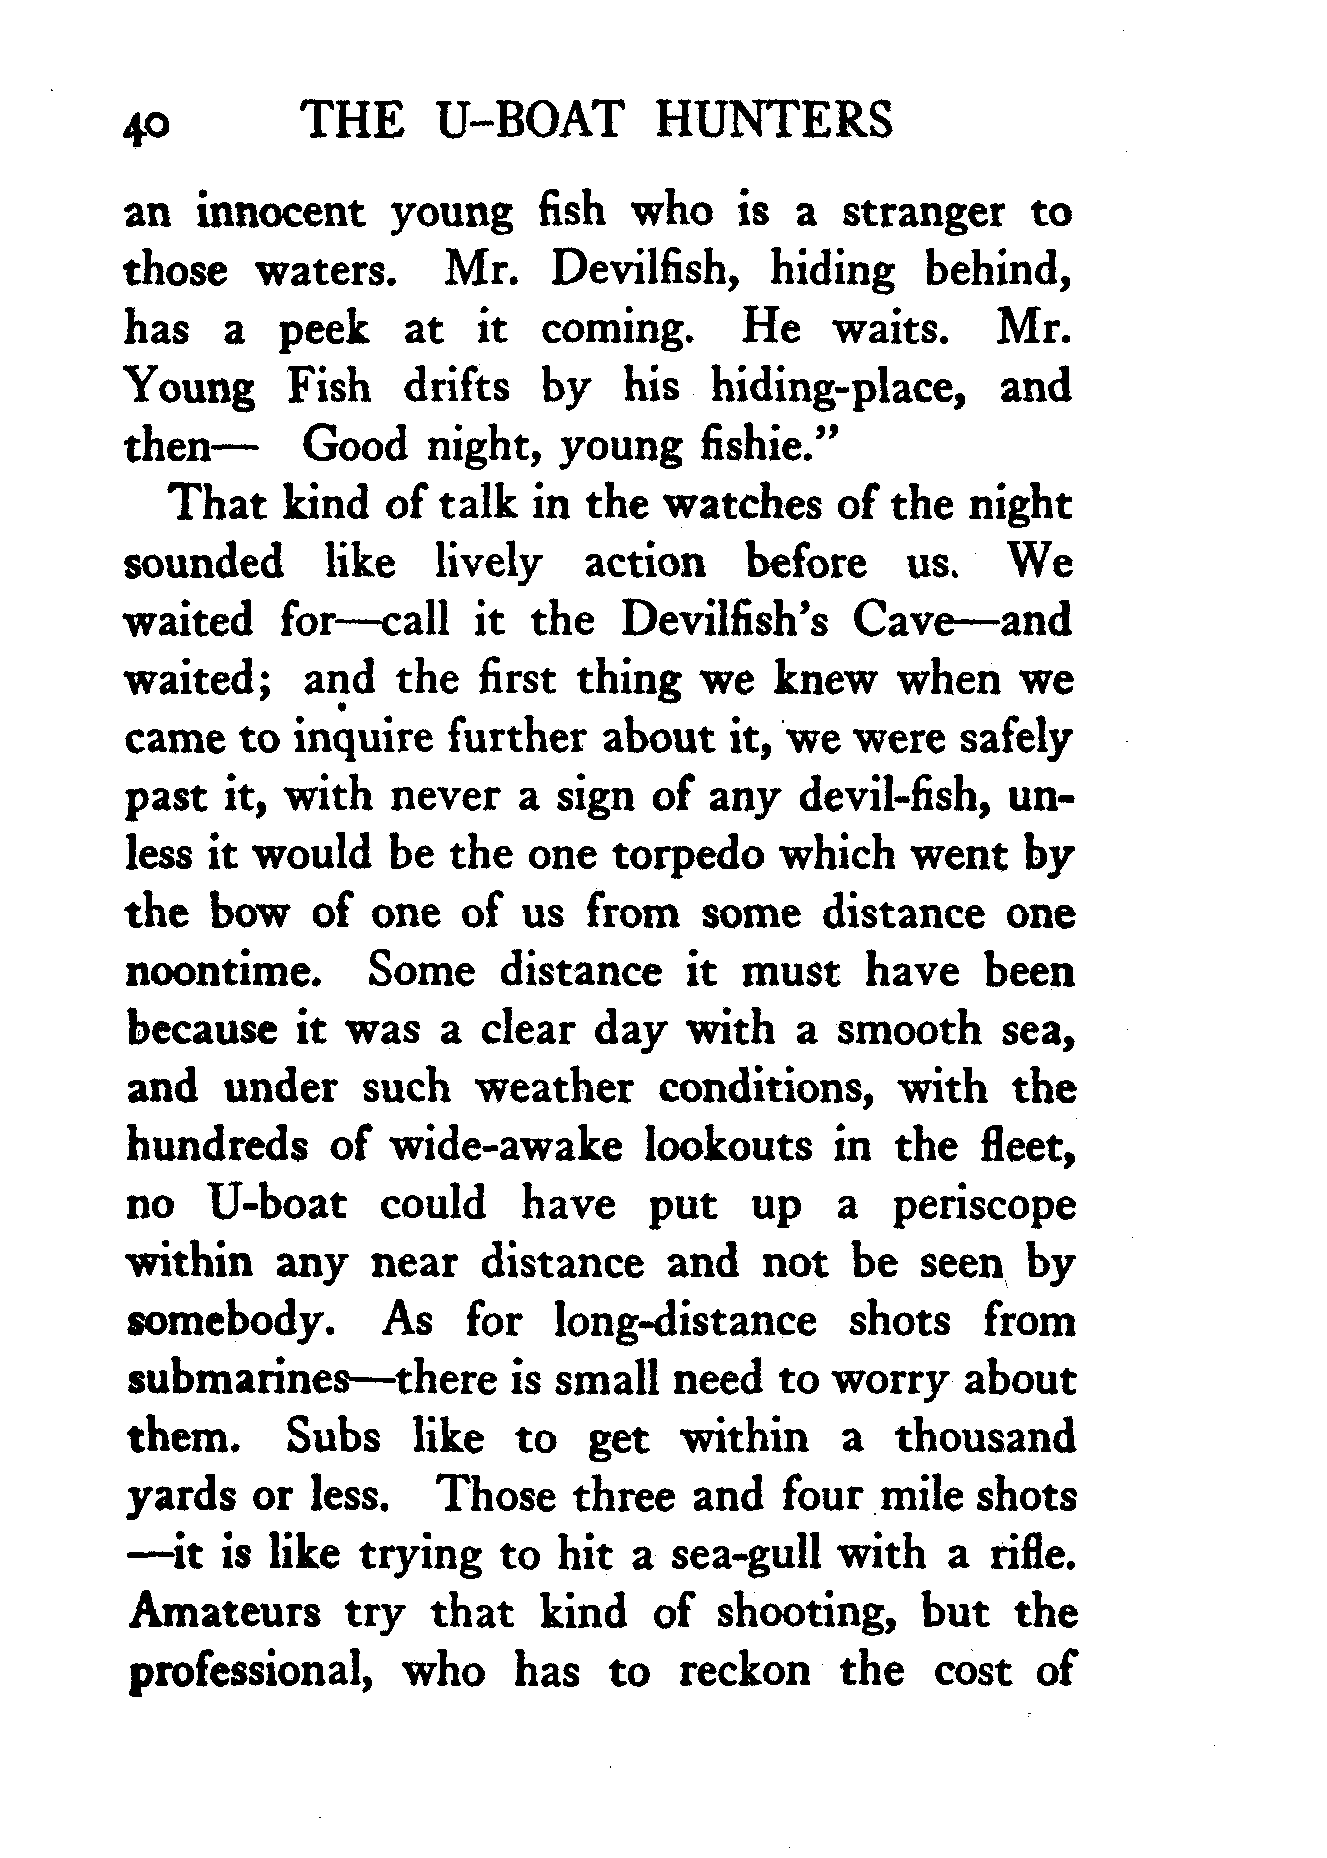 40 THE U-BOAT HUNTERS
an innocent young fish who is a stranger to
those waters. Mr. Devilfish, hiding behind,
has a peek at it coming. He waits. Mr.
Young Fish drifts by his hiding-place, and
then— Good night, young fishie.”
That kind of talk in the watches of the night
sounded like lively action before us. We
waited for—call it the Devilfish’s Cave—and
waited; and the first thing we knew when we
came to inquire further about it, we were safely
past it, with never a sign of any devil-fish, un-
less it would be the one torpedo which went by
the bow of one of us from some distance one
noontime. Some distance it must have been
because it was a clear day with a smooth sea,
and under such weather conditions, with the
hundreds of wide-awake lookouts in the fleet,
no U-boat could have put up a periscope
within any near distance and not be seen by
somebody. As for long-distance shots from
submarines—there is small need to worry about
them. Subs like to get within a thousand
yards or less. Those three and four mile shots
—it is like trying to hit a sea-gull with a rifle.
Amateurs try that kind of shooting, but the
professional, who has to reckon the cost of